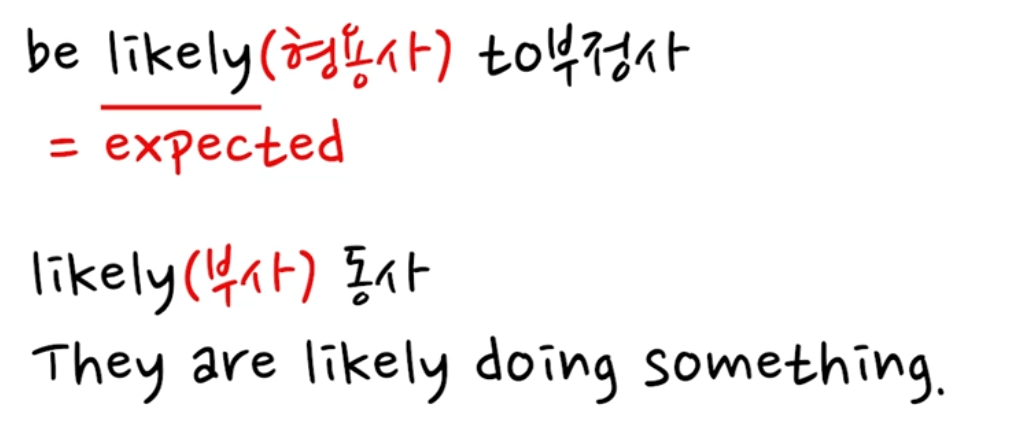 be likely(형용사) to부정사
= expected
likely(부사) 동사
They are likely doing something.